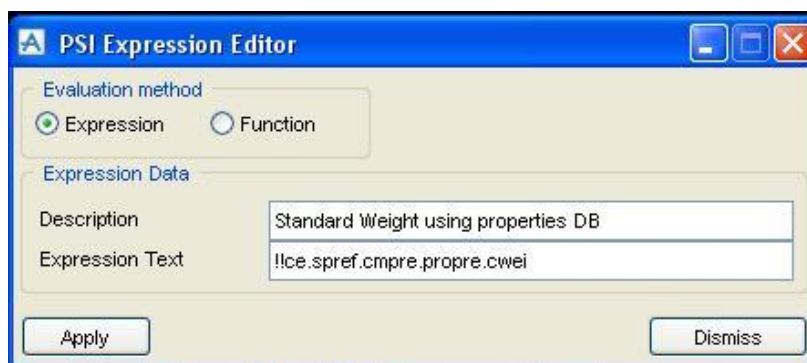 PSI Expression Editor
Evaluation method
Expression Function
Expression Data
Description Standard Weight using properties DB
Expression Text !!ce.spref.cmpre.propre.cwei
Apply Dismiss